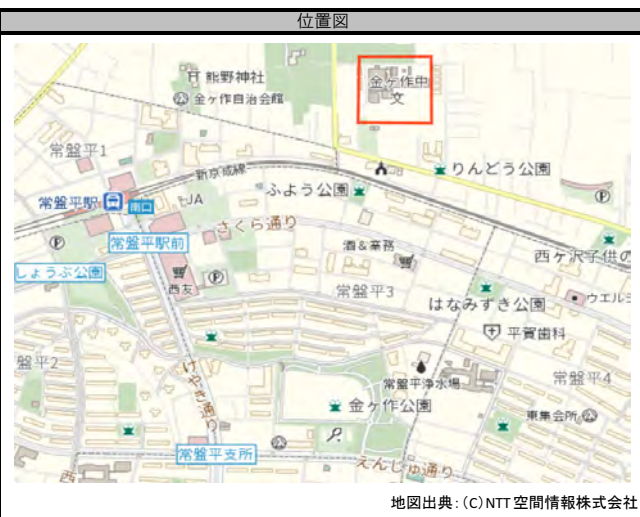 位置図
熊野神社
金ヶ作自治会館
金ヶ作中
文
常盤平1
新京成線
りんどう公園
ふよう公園
P
常盤平駅
南口
JA
さくら通り
P
常盤平駅前
酒&業務
西ヶ沢子供の
しょうぶ公園
西友
P
常盤平3
はなみずき公園
ウエルシ
平賀歯科
盤平2
けやき通り
常盤平浄水場
常盤平4
金ヶ作公園
東集会所
常盤平支所
えんじゅ通り
西
地図出典:(C)NTT空間情報株式会社